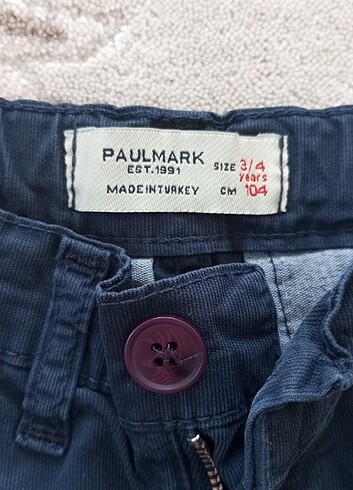 PAULMARK
EST.1991
MADEINTURKEY
SIZE 3/4
Years
CM 104